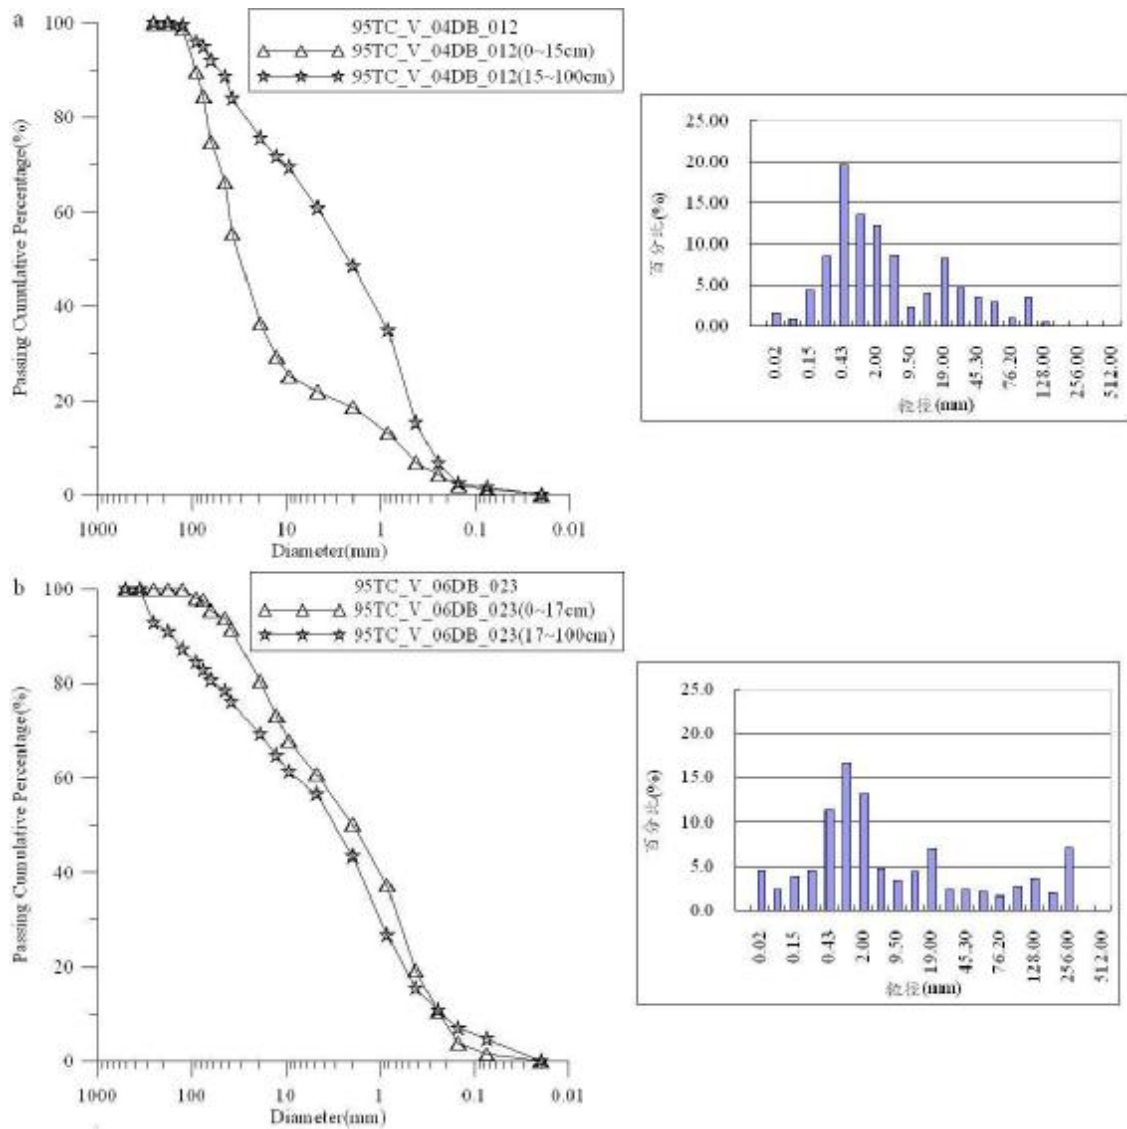 a
95TC_V_04DB_012
95TC_V_04DB_012(0~15cm)
95TC_V_04DB_012(15~100cm)
Passing Cumulative Percentage(%)
100
80
60
40
20
0
1000 100 10 1 0.1 0.01
Diameter(mm)
百分比(%)
25.00
20.00
15.00
10.00
5.00
0.00
0.02 0.15 0.43 2.00 9.50 19.00 45.30 76.20 128.00 256.00 512.00
粒徑(mm)
b
95TC_V_06DB_023
95TC_V_06DB_023(0~17cm)
95TC_V_06DB_023(17~100cm)
Passing Cumulative Percentage(%)
100
80
60
40
20
0
1000 100 10 1 0.1 0.01
Diameter(mm)
百分比(%)
25.0
20.0
15.0
10.0
5.0
0.0
0.02 0.15 0.43 2.00 9.50 19.00 45.30 76.20 128.00 256.00 512.00
粒徑(mm)